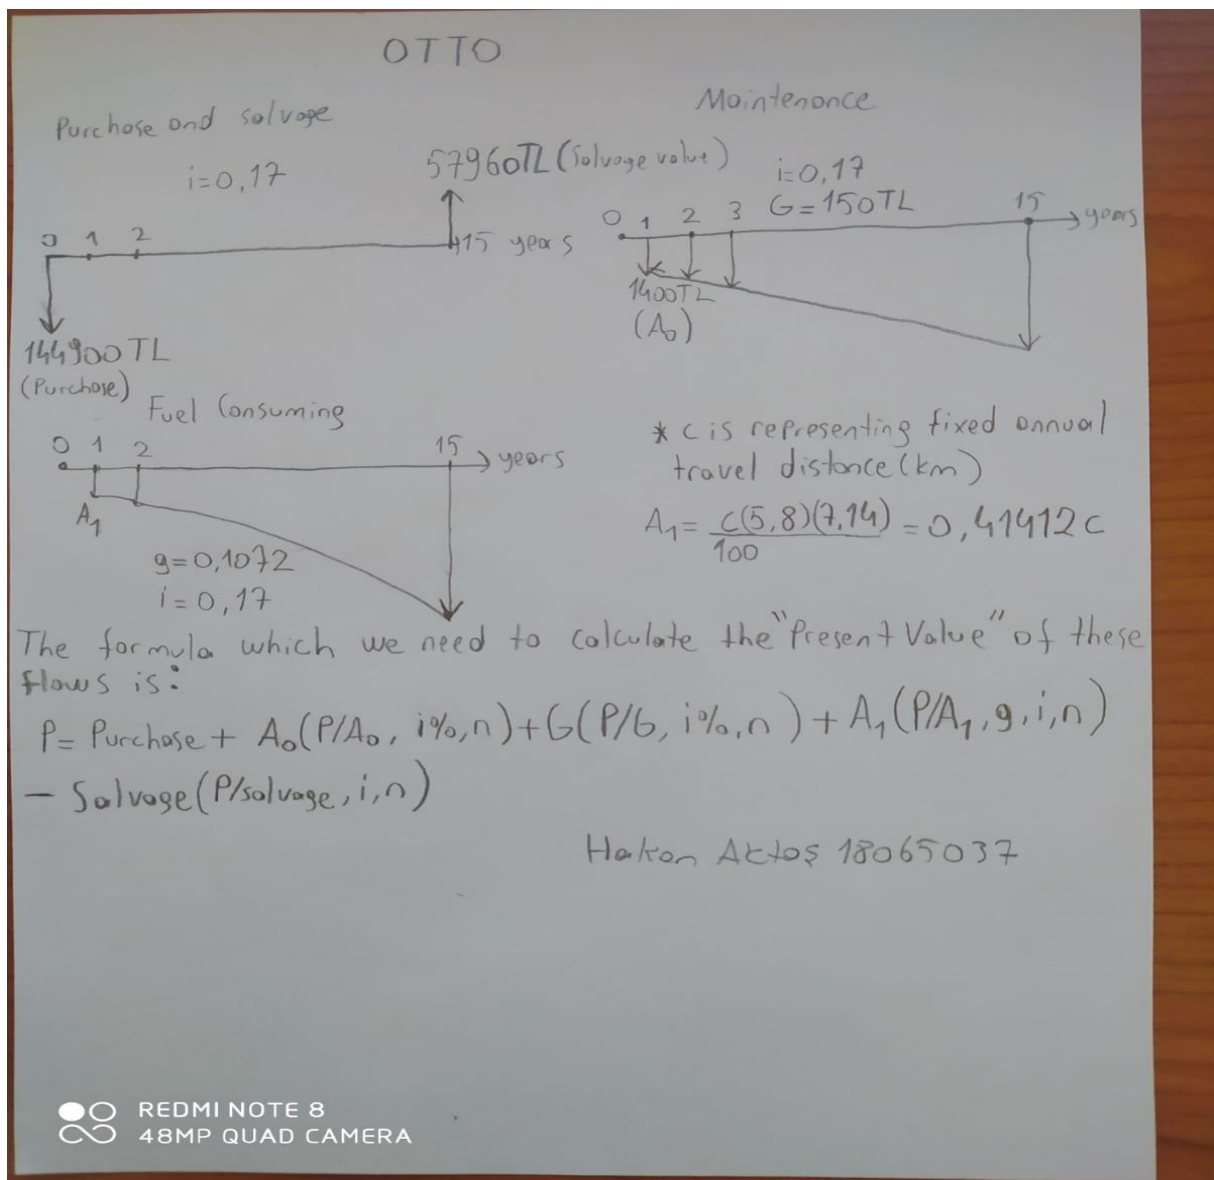 OTTO
Purchase and salvage
i=0,17
57960TL (Salvage value)
0 1 2
15 years
144900TL
(Purchase)
Maintenance
i=0,17
G=150TL
0 1 2 3 15 years
1400TL
(A₀)
Fuel Consuming
0 1 2 15 years
A₁
g=0,1072
i=0,17
* c is representing fixed annual
travel distance (km)
A₁= c(5,8)(7,14)/100 = 0,41412c
The formula which we need to calculate the "Present Value" of these
flows is:
P= Purchase + A₀(P/A₀, i%,n)+G(P/G, i%,n) + A₁(P/A₁,g,i,n)
- Salvage(P/salvage,i,n)
Hakan Aktaş 18065037
REDMI NOTE 8
48MP QUAD CAMERA